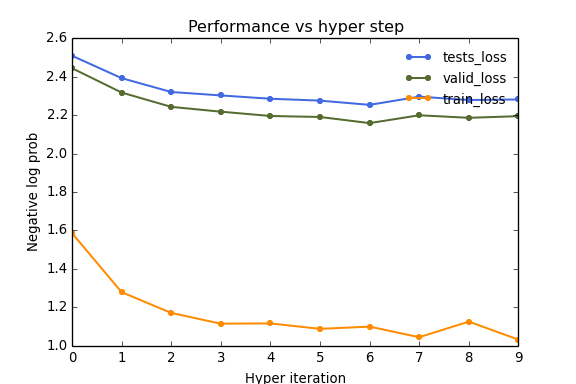 Performance vs hyper step
2.6
2.4
2.2
2.0
1.8
1.6
1.4
1.2
1.0
Negative log prob
tests_loss
valid_loss
train_loss
0 1 2 3 4 5 6 7 8 9
Hyper iteration